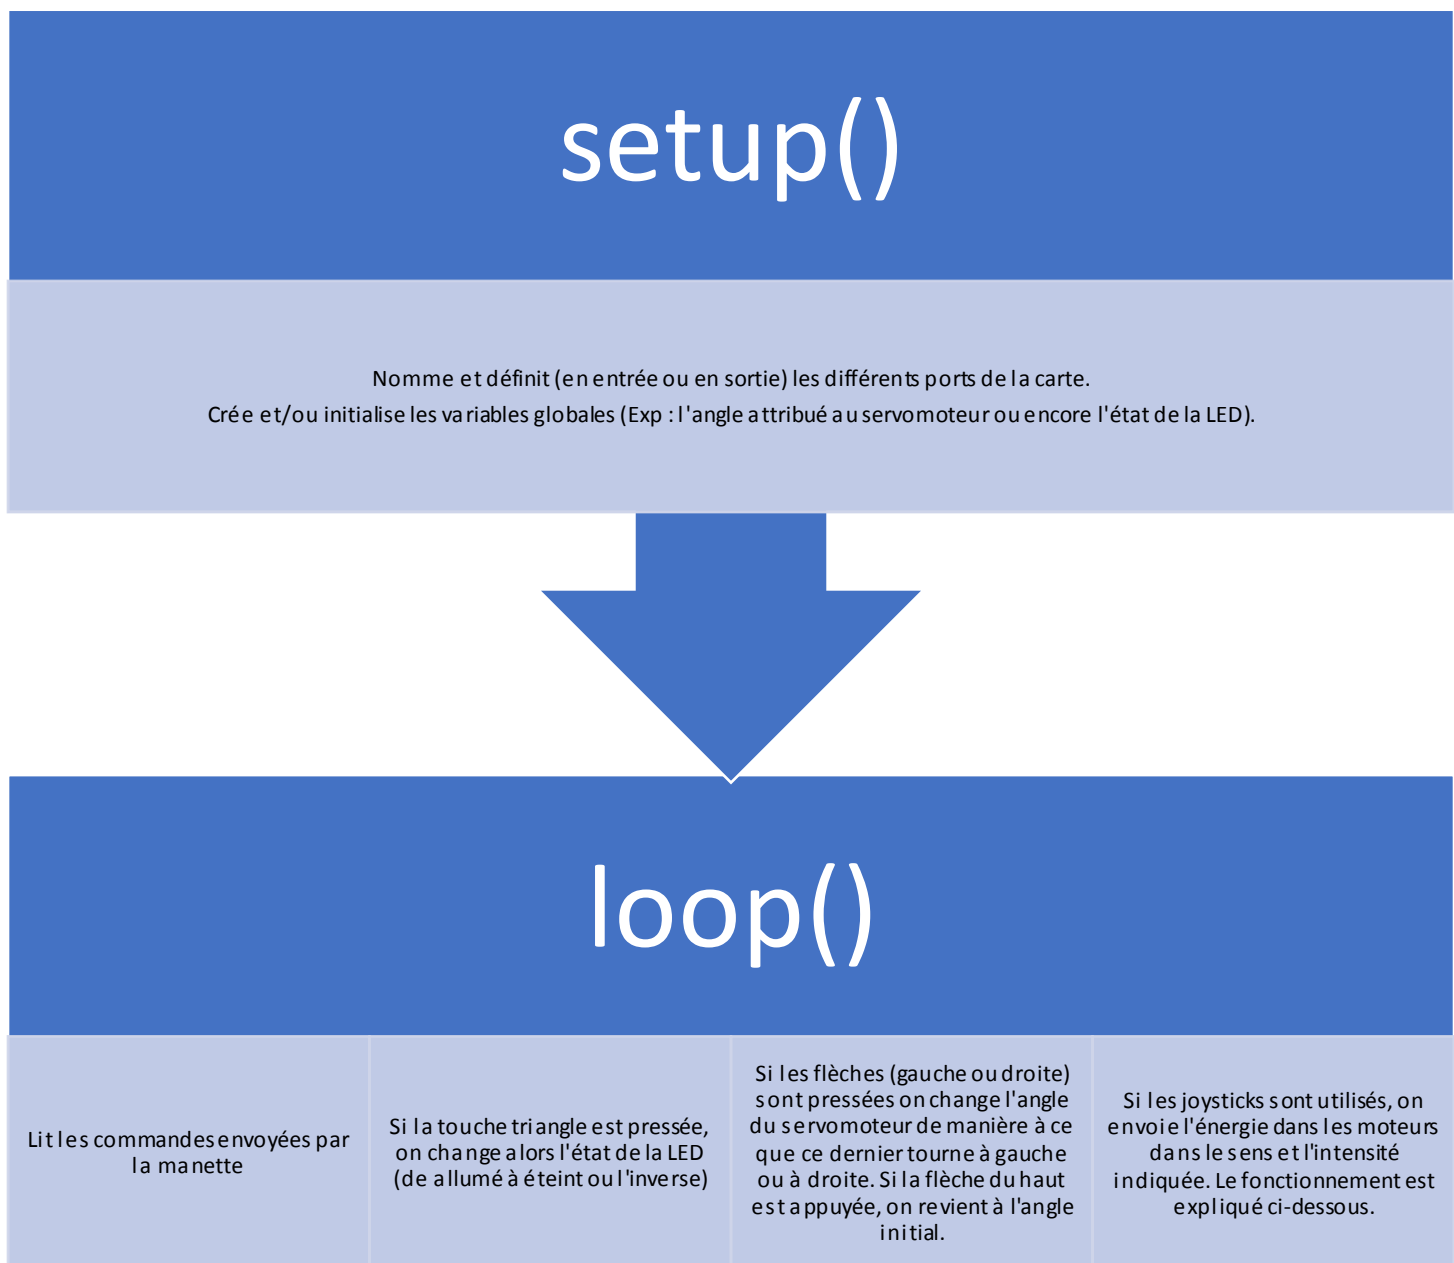 setup()
Nomme et définit (en entrée ou en sortie) les différents ports de la carte.
Crée et/ou initialise les variables globales (Exp : l'angle attribué au servomoteur ou encore l'état de la LED).
loop()
Lit les commandes envoyées par
la manette
Si la touche triangle est pressée,
on change alors l'état de la LED
(de allumé à éteint ou l'inverse)
Si les flèches (gauche ou droite)
sont pressées on change l'angle
du servomoteur de manière à ce
que ce dernier tourne à gauche
ou à droite. Si la flèche du haut
est appuyée, on revient à l'angle
initial.
Si les joysticks sont utilisés, on
envoie l'énergie dans les moteurs
dans le sens et l'intensité
indiquée. Le fonctionnement est
expliqué ci-dessous.